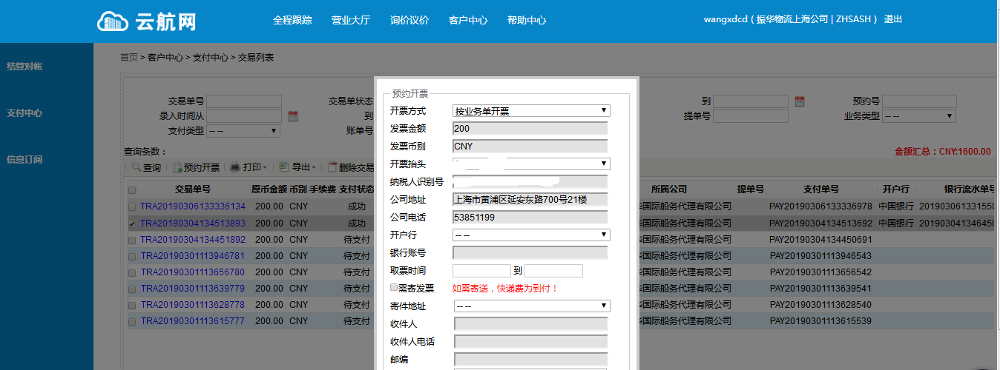 云航网 全程跟踪 营业大厅 询价议价 客户中心 帮助中心 wangxdcd ( 振华物流上海公司 | ZHSASH ) 退出
首页 > 客户中心 > 支付中心 > 交易列表
结算对帐
支付中心
信息订阅
交易单号 交易单状态 到 预约号
录入时间从 到 提单号 业务类型 -- --
支付类型 -- -- 账单号
查询条数： 金额汇总：CNY:1600.00
查询 预约开票 打印 导出 删除交易
交易单号 原币金额 币别 手续费 支付状态 所属公司 提单号 支付单号 开户行 银行流水单号
TRA20190306133336134 200.00 CNY 成功 国际船务代理有限公司 PAY20190306133336978 中国银行 201903061331550
TRA20190304134513893 200.00 CNY 成功 国际船务代理有限公司 PAY20190304134513692 中国银行 201903041346450
TRA20190304134451892 200.00 CNY 待支付 国际船务代理有限公司 PAY20190304134450691
TRA20190301113946781 200.00 CNY 待支付 国际船务代理有限公司 PAY20190301113946543
TRA20190301113656780 200.00 CNY 待支付 国际船务代理有限公司 PAY20190301113656542
TRA20190301113639779 200.00 CNY 待支付 国际船务代理有限公司 PAY20190301113639541
TRA20190301113628778 200.00 CNY 待支付 国际船务代理有限公司 PAY20190301113628540
TRA20190301113615777 200.00 CNY 待支付 国际船务代理有限公司 PAY20190301113615539
预约开票
开票方式 按业务单开票
发票金额 200
发票币别 CNY
开票抬头
纳税人识别号
公司地址 上海市黄浦区延安东路700号21楼
公司电话 53851199
开户行 -- --
银行账号
取票时间 到
需寄发票 如需寄送，快递费为到付！
寄件地址 -- --
收件人
收件人电话
邮编